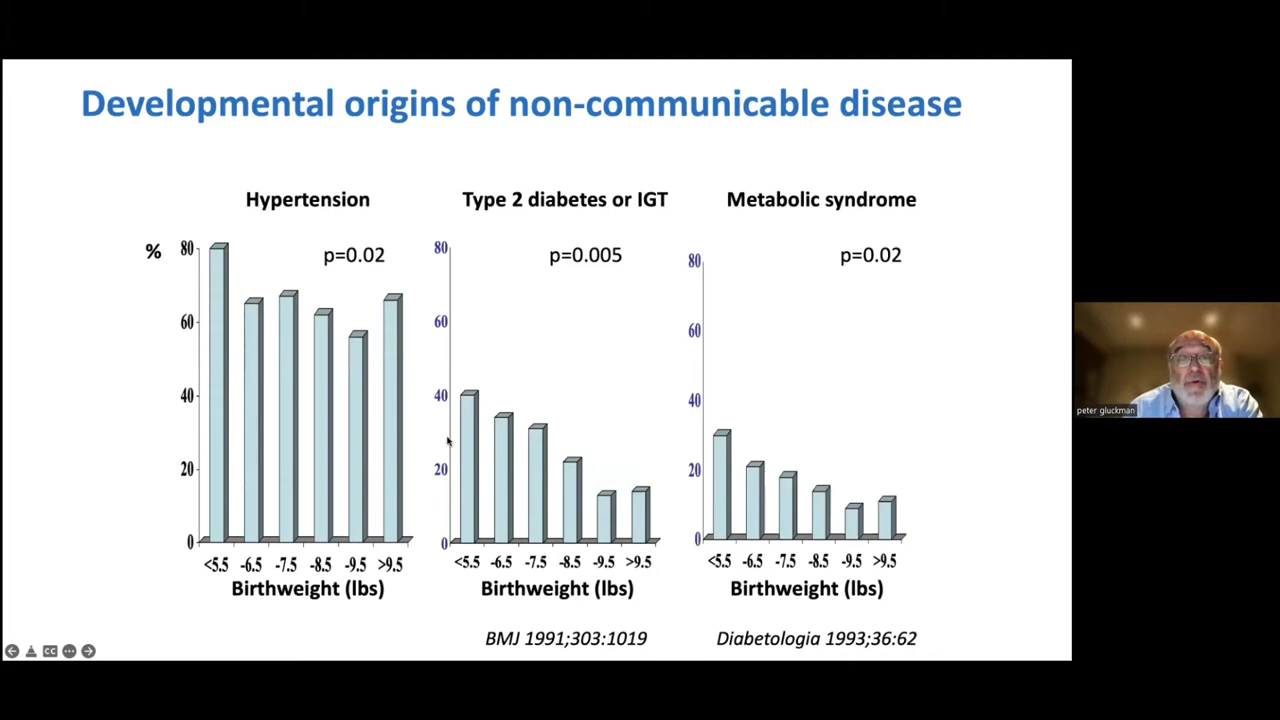 Developmental origins of non-communicable disease
Hypertension
Type 2 diabetes or IGT
Metabolic syndrome
%
80
60
40
20
0
p=0.02
<5.5 -6.5 -7.5 -8.5 -9.5 >9.5
Birthweight (lbs)
80
60
40
20
0
p=0.005
<5.5 -6.5 -7.5 -8.5 -9.5 >9.5
Birthweight (lbs)
80
60
40
20
0
p=0.02
<5.5 -6.5 -7.5 -8.5 -9.5 >9.5
Birthweight (lbs)
BMJ 1991;303:1019
Diabetologia 1993;36:62
CC
peter gluckman